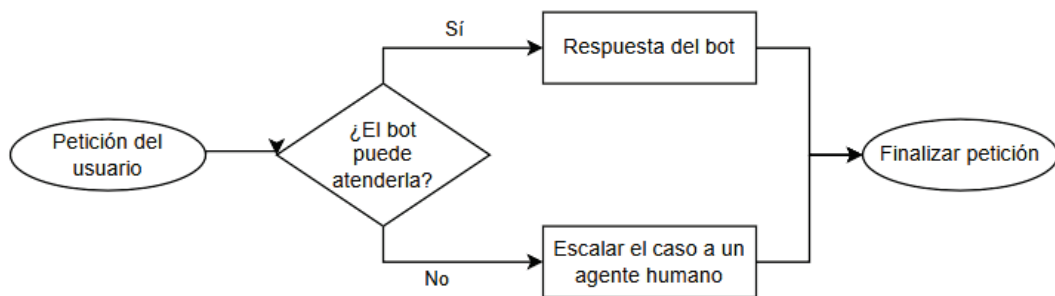 Petición del
usuario
¿El bot
puede
atenderla?
Sí
Respuesta del bot
No
Escalar el caso a un
agente humano
Finalizar petición